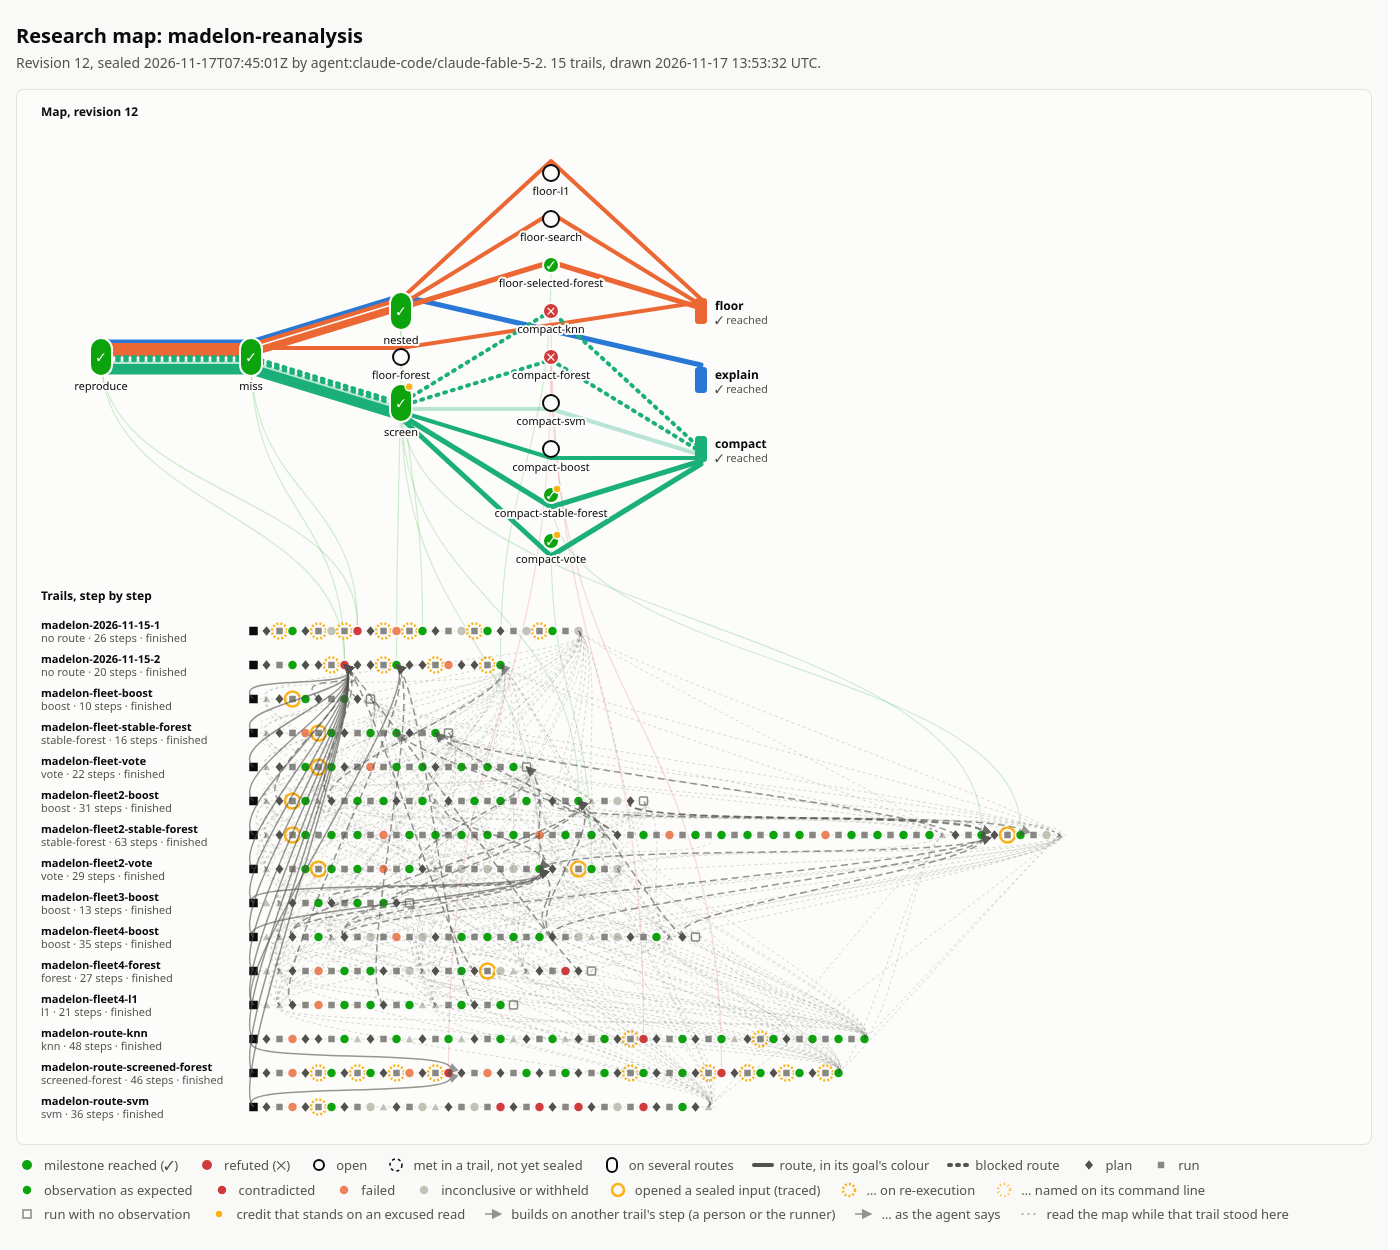 Research map: madelon-reanalysis
Revision 12, sealed 2026-11-17T07:45:01Z by agent:claude-code/claude-fable-5-2. 15 trails, drawn 2026-11-17 13:53:32 UTC.
Map, revision 12
floor-l1
floor-search
floor-selected-forest
floor
✓ reached
compact-knn
nested
reproduce
miss
floor-forest
compact-forest
explain
✓ reached
compact-svm
screen
compact
✓ reached
compact-boost
compact-stable-forest
compact-vote
Trails, step by step
madelon-2026-11-15-1
no route · 26 steps · finished
madelon-2026-11-15-2
no route · 20 steps · finished
madelon-fleet-boost
boost · 10 steps · finished
madelon-fleet-stable-forest
stable-forest · 16 steps · finished
madelon-fleet-vote
vote · 22 steps · finished
madelon-fleet2-boost
boost · 31 steps · finished
madelon-fleet2-stable-forest
stable-forest · 63 steps · finished
madelon-fleet2-vote
vote · 29 steps · finished
madelon-fleet3-boost
boost · 13 steps · finished
madelon-fleet4-boost
boost · 35 steps · finished
madelon-fleet4-forest
forest · 27 steps · finished
madelon-fleet4-l1
l1 · 21 steps · finished
madelon-route-knn
knn · 48 steps · finished
madelon-route-screened-forest
screened-forest · 46 steps · finished
madelon-route-svm
svm · 36 steps · finished
milestone reached (✓) refuted (✕) open met in a trail, not yet sealed on several routes route, in its goal's colour blocked route plan run
observation as expected contradicted failed inconclusive or withheld opened a sealed input (traced) ... on re-execution ... named on its command line
run with no observation credit that stands on an excused read builds on another trail's step (a person or the runner) ... as the agent says read the map while that trail stood here